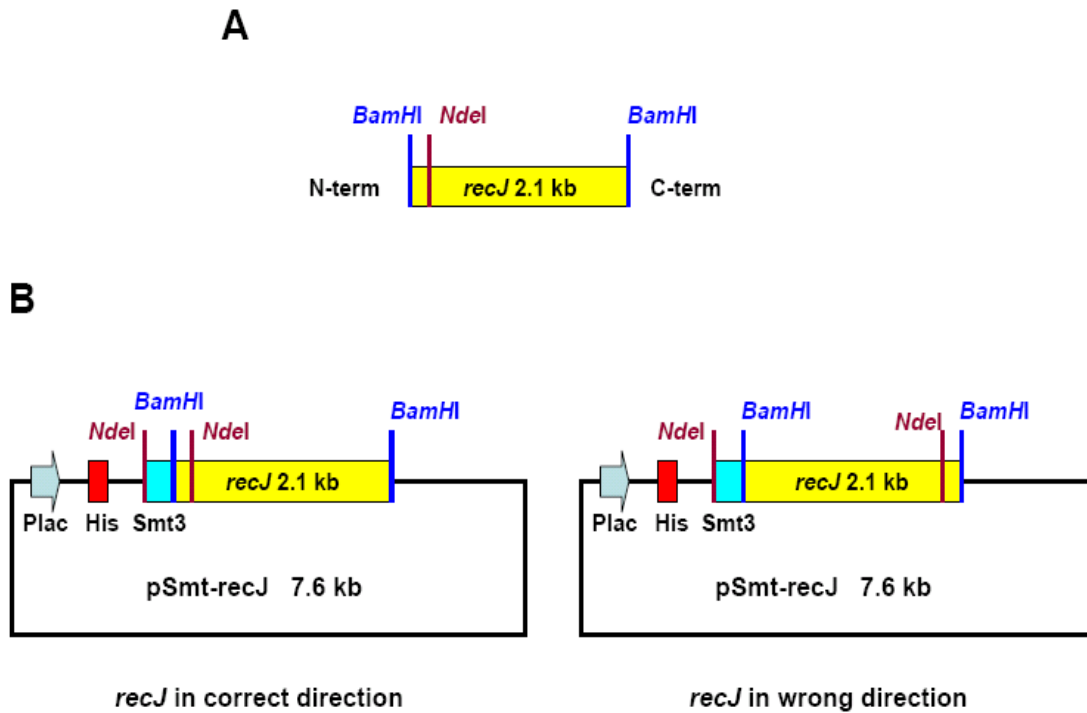 A
BamHI NdeI BamHI
N-term recJ 2.1 kb C-term
B
BamHI BamHI
NdeI NdeI
recJ 2.1 kb
Plac His Smt3
pSmt-recJ 7.6 kb
recJ in correct direction
BamHI BamHI
NdeI NdeI
recJ 2.1 kb
Plac His Smt3
pSmt-recJ 7.6 kb
recJ in wrong direction